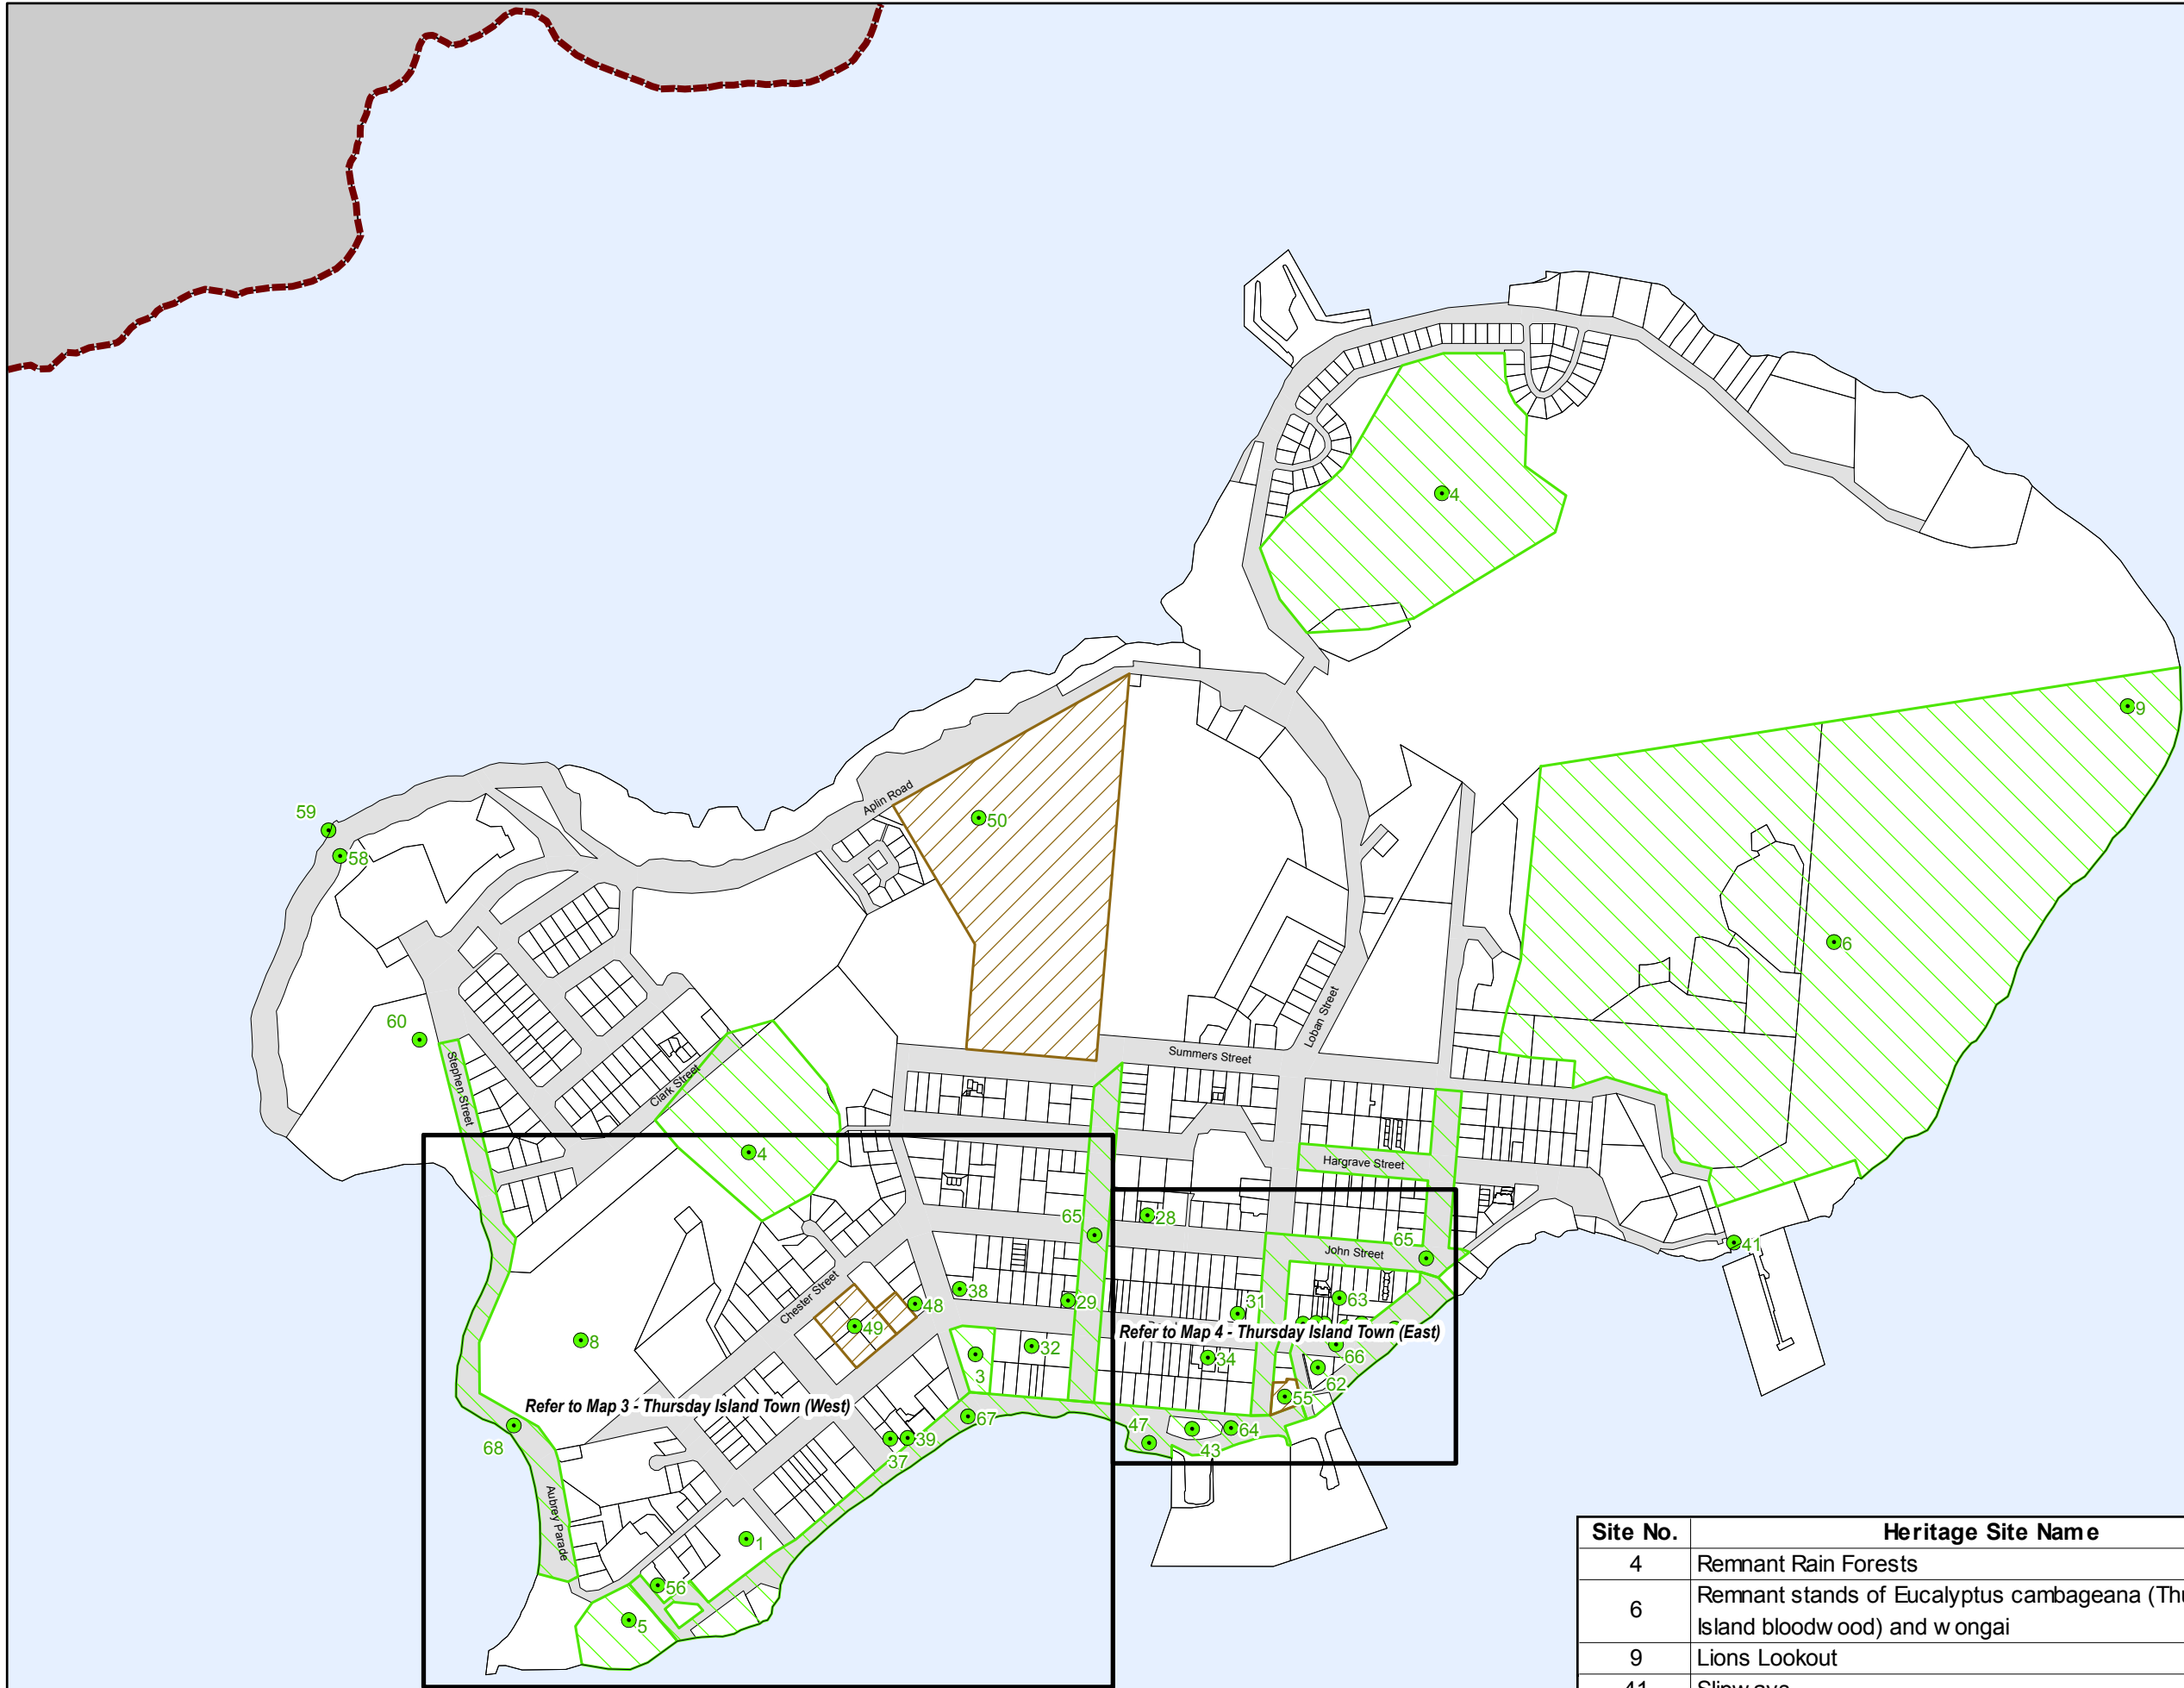 4
9
Aplin Road
50
59
58
6
60
Loban Street
Summers Street
Stephen Street
Clark Street
4
Hargrave Street
65
28
John Street
65
41
Chester Street
38
48
29
31
63
49
Refer to Map 4 - Thursday Island Town (East)
8
32
34
66
3
62
55
Refer to Map 3 - Thursday Island Town (West)
67
68
47
64
39
43
37
Aubrey Parade
1
56
5
Site No. Heritage Site Name
4 Remnant Rain Forests
6 Remnant stands of Eucalyptus cambageana (Thu
Island bloodwood) and wongai
9 Lions Lookout
41 Slipways